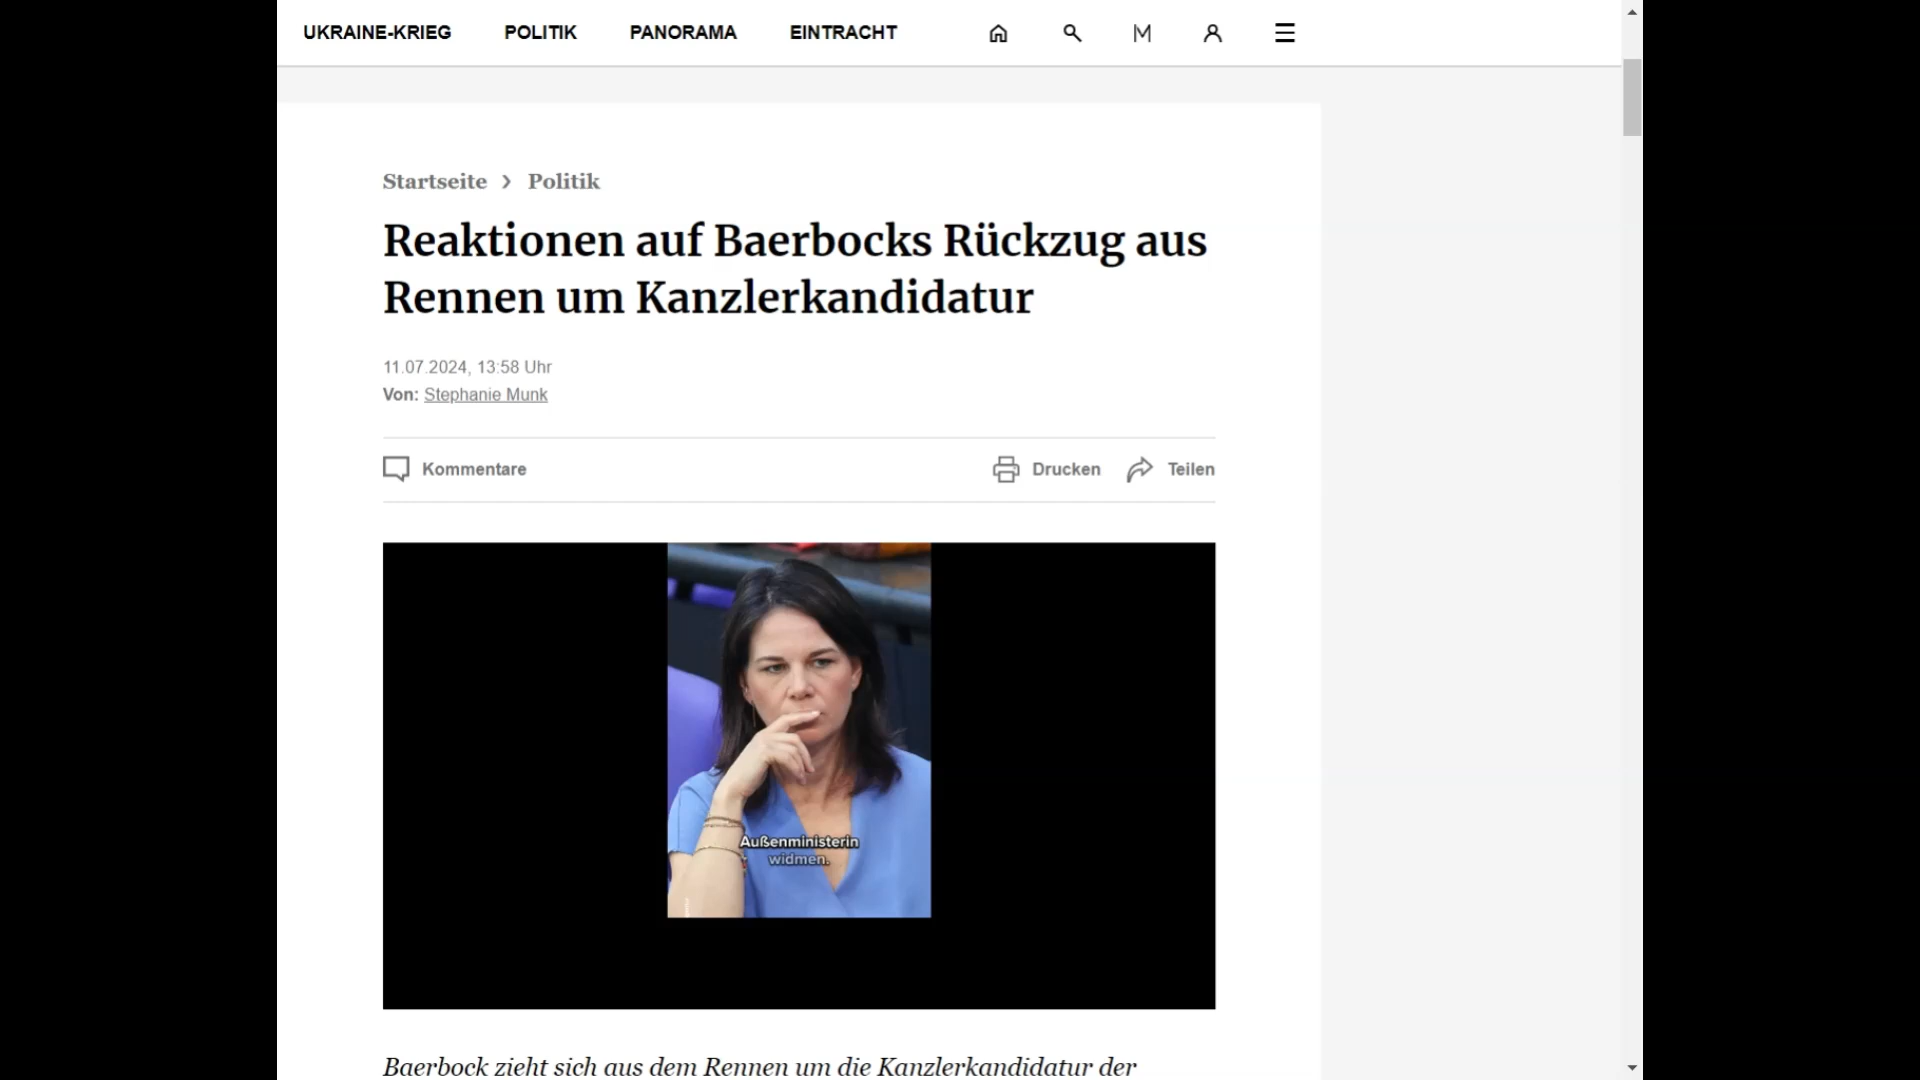 UKRAINE-KRIEG POLITIK PANORAMA EINTRACHT M
Startseite > Politik
Reaktionen auf Baerbocks Rückzug aus
Rennen um Kanzlerkandidatur
11.07.2024, 13:58 Uhr
Von: Stephanie Munk
Kommentare Drucken Teilen
Außenministerin
widmen.
Baerbock zieht sich aus dem Rennen um die Kanzlerkandidatur der